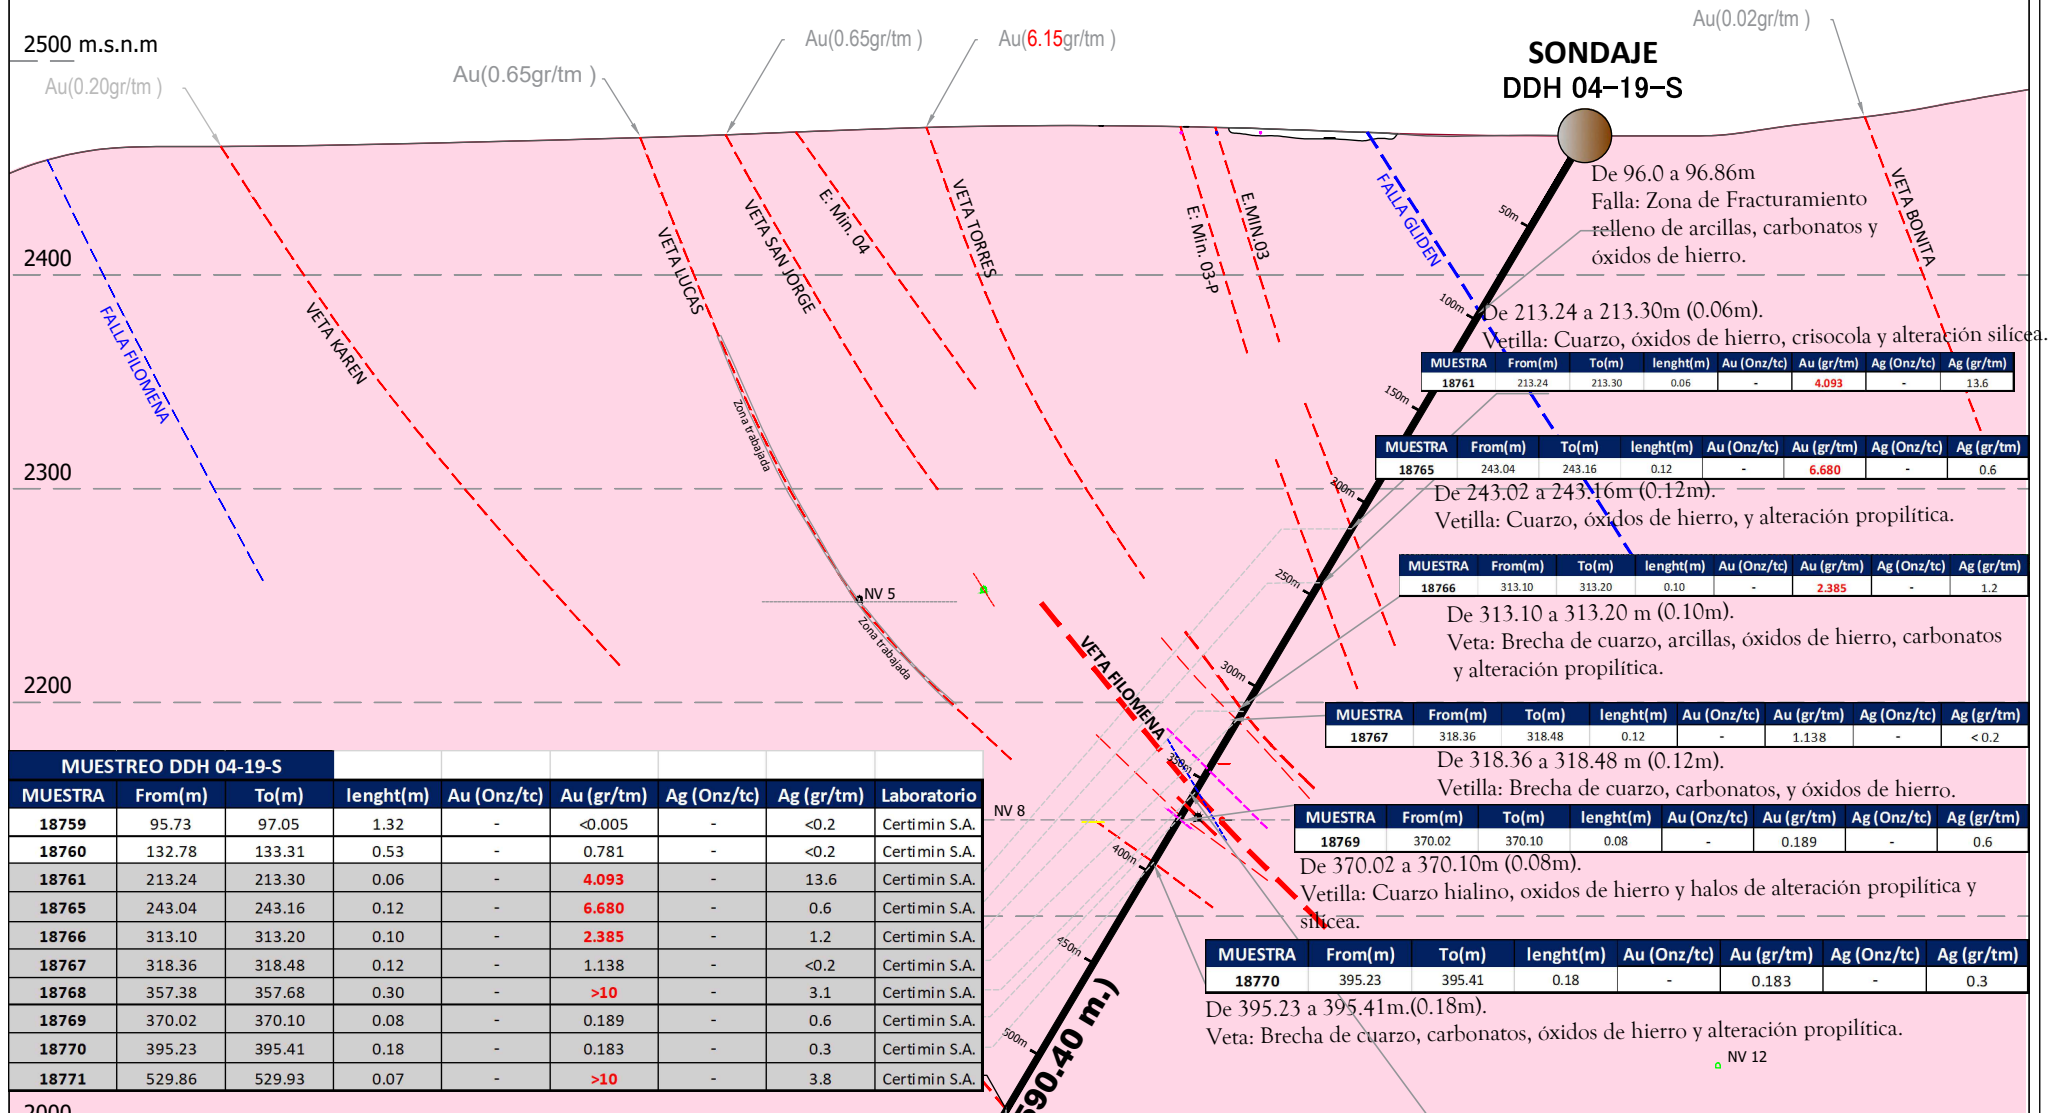 2500 m.s.n.m
Au(0.20gr/tm )
Au(0.65gr/tm )
Au(0.65gr/tm )
Au(6.15gr/tm )
Au(0.02gr/tm )
SONDAJE
DDH 04-19-S
De 96.0 a 96.86m
Falla: Zona de Fracturamiento
relleno de arcillas, carbonatos y
óxidos de hierro.
2400
2300
2200
2000
FALLA FILOMENA
VETA KAREN
VETA LUCAS
VETA SAN JORGE
E: Min. 04
VETA TORRES
E: Min. 03-P
E.MIN.03
FALLA GLIDEN
VETA BONITA
Zona trabajada
Zona trabajada
NV 5
VETA FILOMENA
NV 8
NV 12
50m
100m
150m
200m
250m
300m
350m
400m
450m
500m
590.40 m.)
De 213.24 a 213.30m (0.06m).
Vetilla: Cuarzo, óxidos de hierro, crisocola y alteración silícea.
MUESTRA From(m) To(m) lenght(m) Au (Onz/tc) Au (gr/tm) Ag (Onz/tc) Ag (gr/tm)
18761 213.24 213.30 0.06 - 4.093 - 13.6
MUESTRA From(m) To(m) lenght(m) Au (Onz/tc) Au (gr/tm) Ag (Onz/tc) Ag (gr/tm)
18765 243.04 243.16 0.12 - 6.680 - 0.6
De 243.02 a 243.16m (0.12m).
Vetilla: Cuarzo, óxidos de hierro, y alteración propilítica.
MUESTRA From(m) To(m) lenght(m) Au (Onz/tc) Au (gr/tm) Ag (Onz/tc) Ag (gr/tm)
18766 313.10 313.20 0.10 - 2.385 - 1.2
De 313.10 a 313.20 m (0.10m).
Veta: Brecha de cuarzo, arcillas, óxidos de hierro, carbonatos
y alteración propilítica.
MUESTRA From(m) To(m) lenght(m) Au (Onz/tc) Au (gr/tm) Ag (Onz/tc) Ag (gr/tm)
18767 318.36 318.48 0.12 - 1.138 - < 0.2
De 318.36 a 318.48 m (0.12m).
Vetilla: Brecha de cuarzo, carbonatos, y óxidos de hierro.
MUESTRA From(m) To(m) lenght(m) Au (Onz/tc) Au (gr/tm) Ag (Onz/tc) Ag (gr/tm)
18769 370.02 370.10 0.08 - 0.189 - 0.6
De 370.02 a 370.10m (0.08m).
Vetilla: Cuarzo hialino, oxidos de hierro y halos de alteración propilítica y
silícea.
MUESTRA From(m) To(m) lenght(m) Au (Onz/tc) Au (gr/tm) Ag (Onz/tc) Ag (gr/tm)
18770 395.23 395.41 0.18 - 0.183 - 0.3
De 395.23 a 395.41m.(0.18m).
Veta: Brecha de cuarzo, carbonatos, óxidos de hierro y alteración propilítica.
MUESTREO DDH 04-19-S
MUESTRA From(m) To(m) lenght(m) Au (Onz/tc) Au (gr/tm) Ag (Onz/tc) Ag (gr/tm) Laboratorio
18759 95.73 97.05 1.32 - <0.005 - <0.2 Certimin S.A.
18760 132.78 133.31 0.53 - 0.781 - <0.2 Certimin S.A.
18761 213.24 213.30 0.06 - 4.093 - 13.6 Certimin S.A.
18765 243.04 243.16 0.12 - 6.680 - 0.6 Certimin S.A.
18766 313.10 313.20 0.10 - 2.385 - 1.2 Certimin S.A.
18767 318.36 318.48 0.12 - 1.138 - <0.2 Certimin S.A.
18768 357.38 357.68 0.30 - >10 - 3.1 Certimin S.A.
18769 370.02 370.10 0.08 - 0.189 - 0.6 Certimin S.A.
18770 395.23 395.41 0.18 - 0.183 - 0.3 Certimin S.A.
18771 529.86 529.93 0.07 - >10 - 3.8 Certimin S.A.